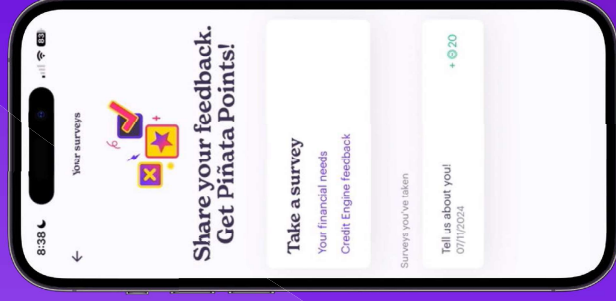 8:38
83
Your surveys
Share your feedback.
Get Piñata Points!
Take a survey
Your financial needs
Credit Engine feedback
Surveys you've taken
Tell us about you!
07/11/2024
+ 20